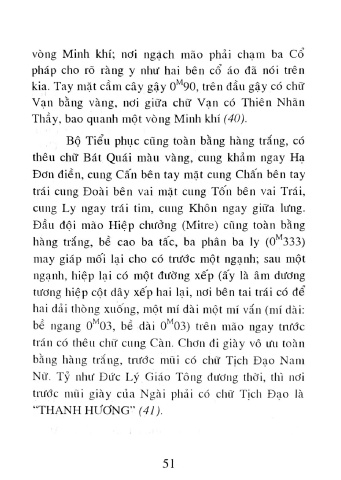 vòng Minh khí; nơi ngạch mão phải chạm ba Cổ
pháp cho rõ ràng y như hai bên cổ áo đã nói trên
kia. Tay mặt cầm cây gậy 0ᴹ90, trên đầu gậy có chữ
Vạn bằng vàng, nơi giữa chữ Vạn có Thiên Nhãn
Thầy, bao quanh một vòng Minh khí (40).
Bộ Tiểu phục cũng toàn bằng hàng trắng, có
thêu chữ Bát Quái màu vàng, cung khảm ngay Hạ
Đơn điền, cung Cấn bên tay mặt cung Chấn bên tay
trái cung Đoài bên vai mặt cung Tốn bên vai Trái,
cung Ly ngay trái tim, cung Khôn ngay giữa lưng.
Đầu đội mão Hiệp chưởng (Mitre) cũng toàn bằng
hàng trắng, bề cao ba tấc, ba phân ba ly (0ᴹ333)
may giáp mối lại cho có trước một ngạnh; sau một
ngạnh, hiệp lại có một đường xếp (ấy là âm dương
tương hiệp cột dây xếp hai lại, nơi bên tai trái có để
hai dải thòng xuống, một mí dài một mí vắn (mí dài:
bề ngang 0ᴹ03, bề dài 0ᴹ03) trên mão ngay trước
trán có thêu chữ cung Càn. Chơn đi giày vô ưu toàn
bằng hàng trắng, trước mũi có chữ Tịch Đạo Nam
Nữ. Tỷ như Đức Lý Giáo Tông đương thời, thì nơi
trước mũi giày của Ngài phải có chữ Tịch Đạo là
"THANH HƯƠNG" (41).
51